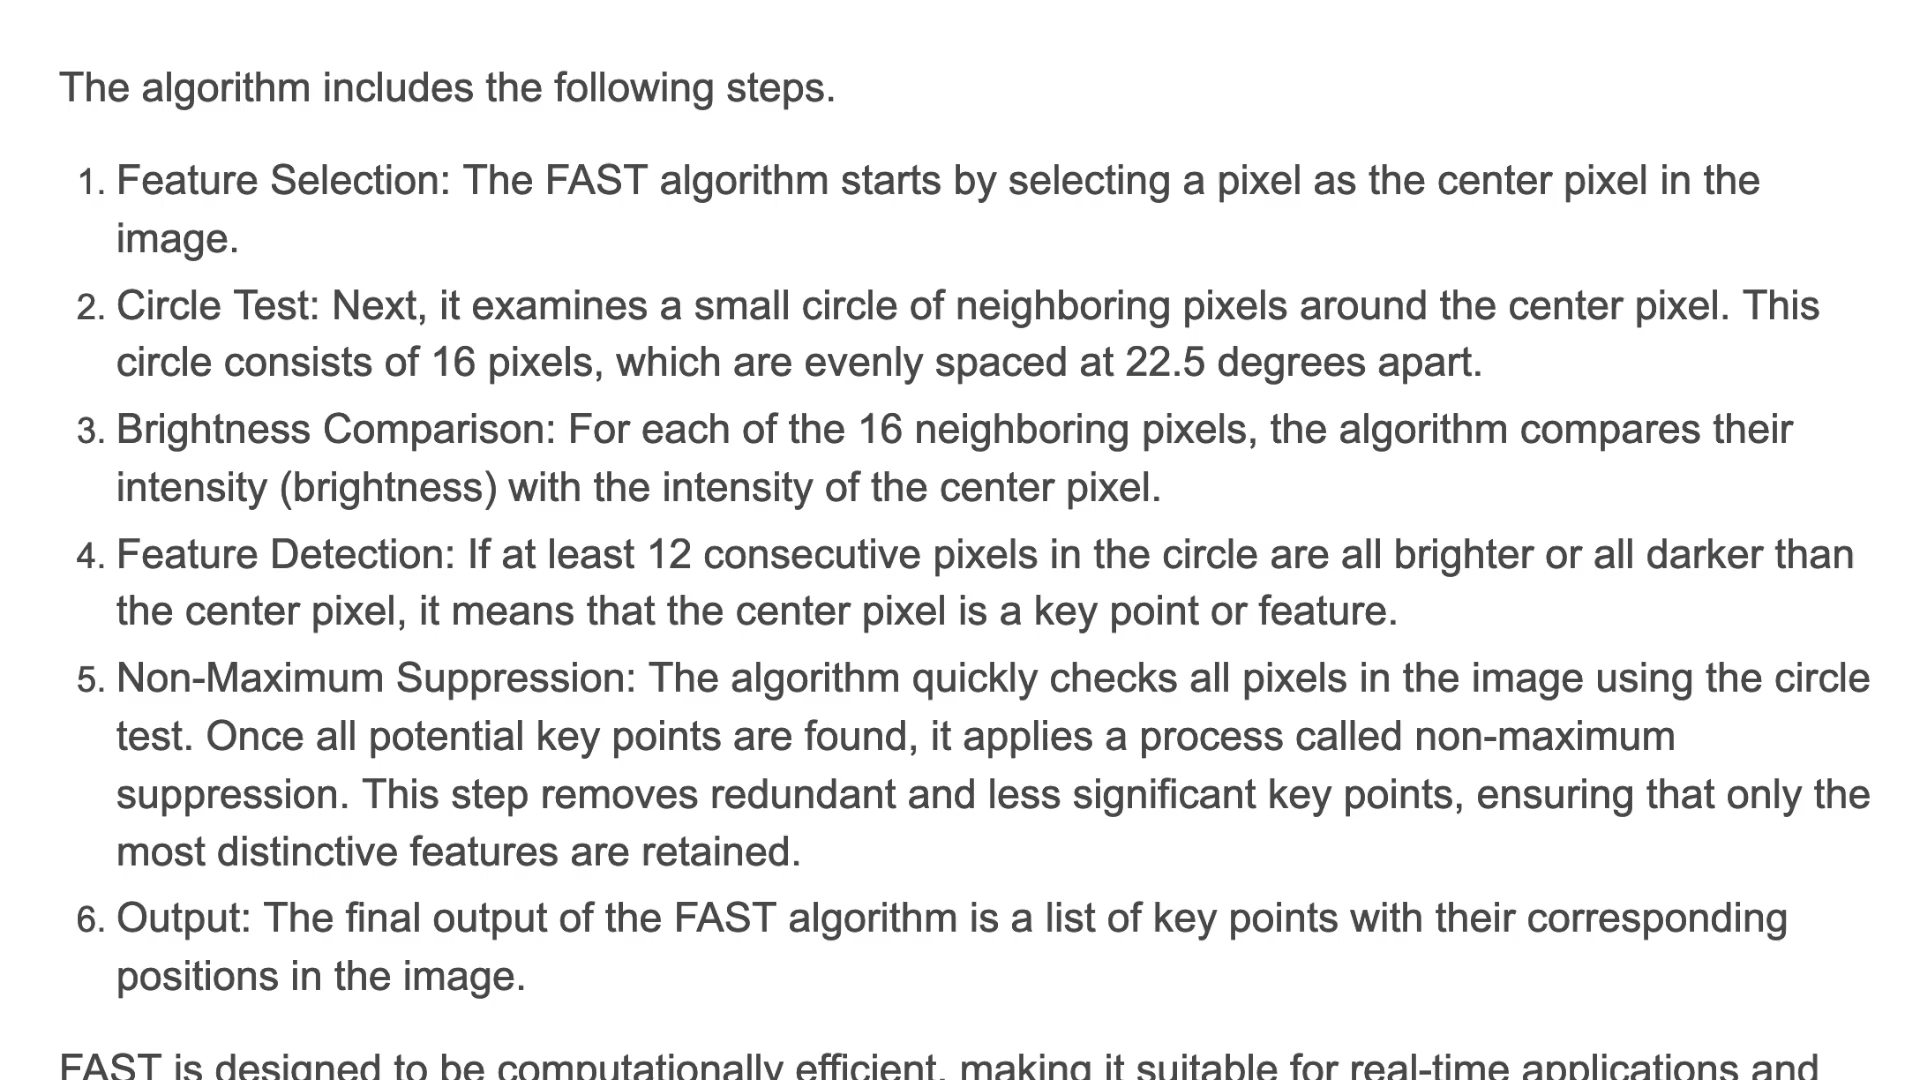 The algorithm includes the following steps.
1. Feature Selection: The FAST algorithm starts by selecting a pixel as the center pixel in the
image.
2. Circle Test: Next, it examines a small circle of neighboring pixels around the center pixel. This
circle consists of 16 pixels, which are evenly spaced at 22.5 degrees apart.
3. Brightness Comparison: For each of the 16 neighboring pixels, the algorithm compares their
intensity (brightness) with the intensity of the center pixel.
4. Feature Detection: If at least 12 consecutive pixels in the circle are all brighter or all darker than
the center pixel, it means that the center pixel is a key point or feature.
5. Non-Maximum Suppression: The algorithm quickly checks all pixels in the image using the circle
test. Once all potential key points are found, it applies a process called non-maximum
suppression. This step removes redundant and less significant key points, ensuring that only the
most distinctive features are retained.
6. Output: The final output of the FAST algorithm is a list of key points with their corresponding
positions in the image.
FAST is designed to be computationally efficient, making it suitable for real-time applications and